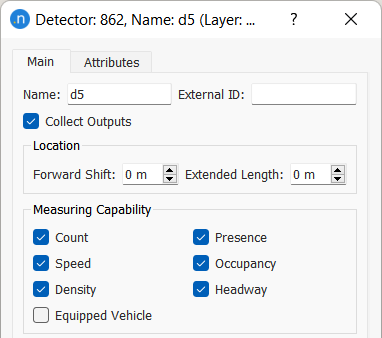 .n Detector: 862, Name: d5 (Layer: ... ?
Main Attributes
Name: d5 External ID:
Collect Outputs
Location
Forward Shift: 0 m Extended Length: 0 m
Measuring Capability
Count Presence
Speed Occupancy
Density Headway
Equipped Vehicle